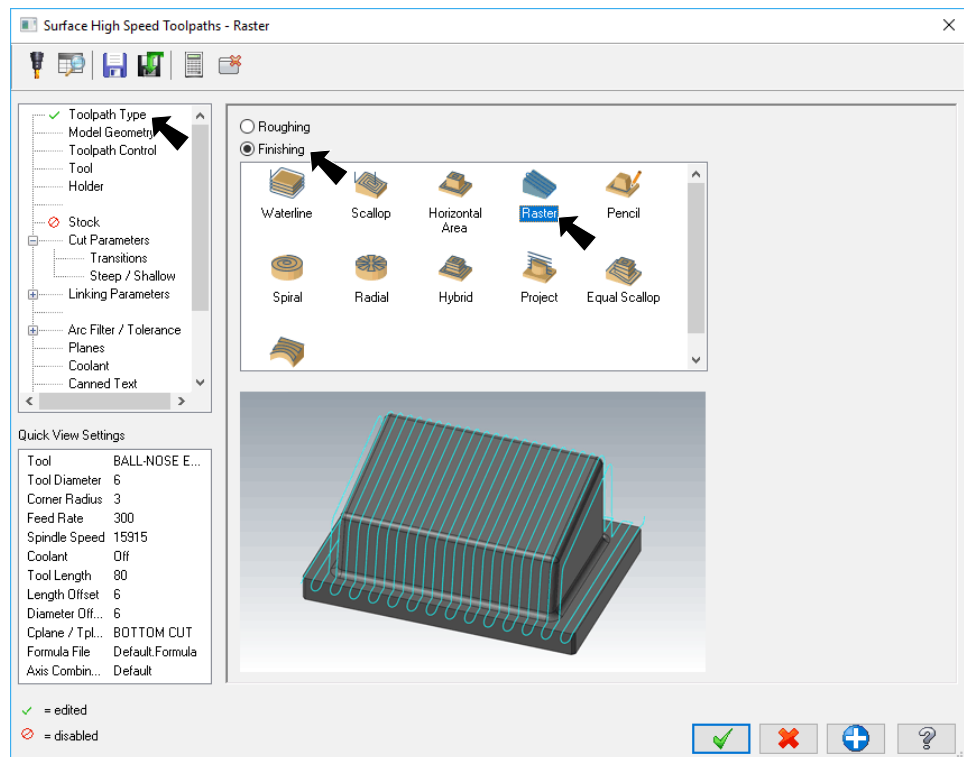 Surface High Speed Toolpaths - Raster
Toolpath Type
Model Geometry
Toolpath Control
Tool
Holder
Stock
Cut Parameters
Transitions
Steep / Shallow
Linking Parameters
Arc Filter / Tolerance
Planes
Coolant
Canned Text
Roughing
Finishing
Waterline
Scallop
Horizontal
Area
Raster
Pencil
Spiral
Radial
Hybrid
Project
Equal Scallop
Quick View Settings
Tool BALL-NOSE E...
Tool Diameter 6
Corner Radius 3
Feed Rate 300
Spindle Speed 15915
Coolant Off
Tool Length 80
Length Offset 6
Diameter Off... 6
Cplane / Tpl... BOTTOM CUT
Formula File Default.Formula
Axis Combin... Default
= edited
= disabled